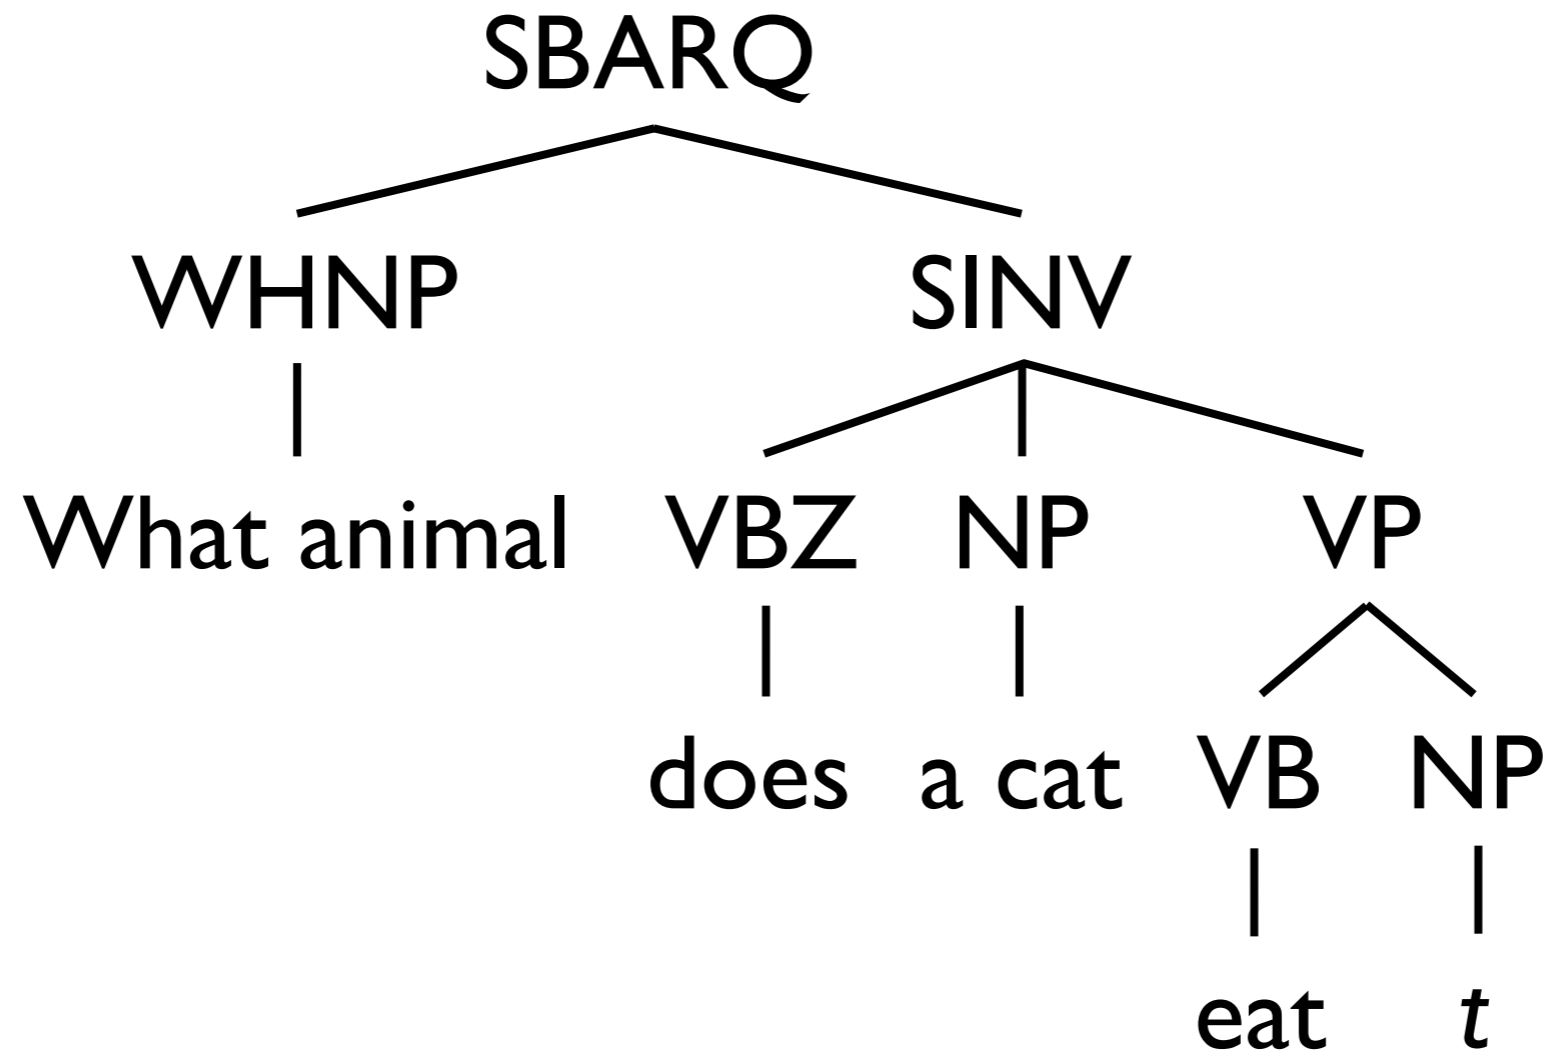 SBARQ
WHNP SINV
What animal VBZ NP VP
does a cat VB NP
eat t